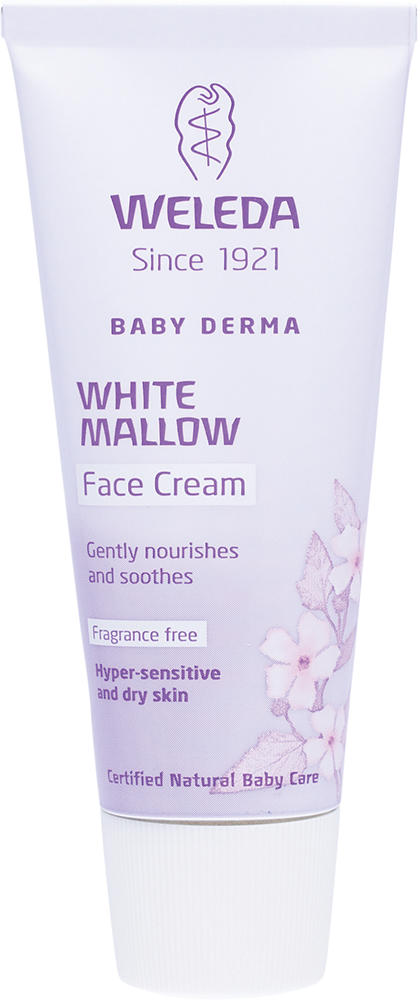 WELEDA
Since 1921
BABY DERMA
WHITE
MALLOW
Face Cream
Gently nourishes
and soothes
Fragrance free
Hyper-sensitive
and dry skin
Certified Natural Baby Care